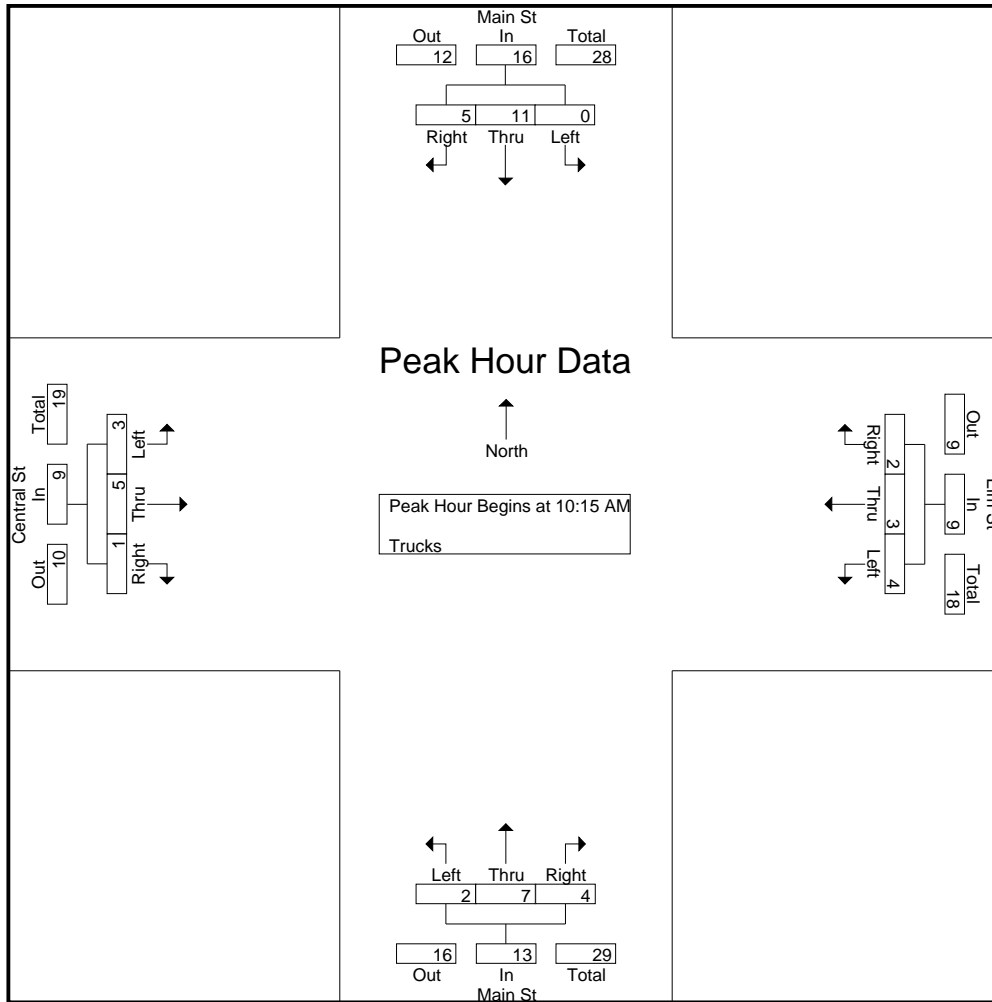 Main St
Out In Total
12 16 28
5 11 0
Right Thru Left
Peak Hour Data
North
Peak Hour Begins at 10:15 AM
Trucks
Central St
Out In Total
10 9 19
1 5 3
Right Thru Left
Out In Total
9 9 18
2 3 4
Right Thru Left
Left Thru Right
2 7 4
16 13 29
Out In Total
Main St